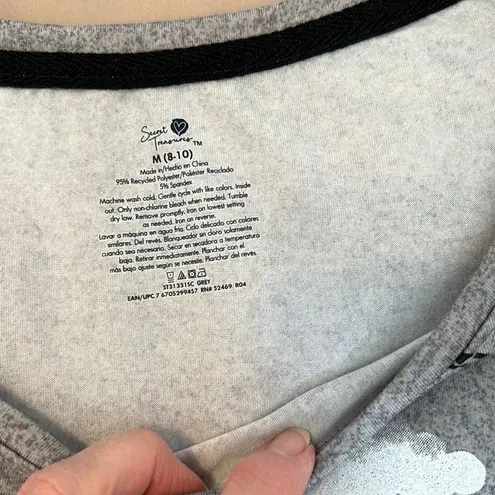 Secret
Treasures™
M (8-10)
Made in/Hecho en China
95% Recycled Polyester/Poliéster Reciclado
5% Spandex
Machine wash cold. Gentle cycle with like colors. Inside
out. Only non-chlorine bleach when needed. Tumble
dry low. Remove promptly. Iron on lowest setting
as needed. Iron on reverse.
Lavar a máquina en agua fría. Ciclo delicado con colores
similares. Del revés. Blanqueador sin cloro solamente
cuando sea necesario. Secar en secadora a temperatura
baja. Retirar inmediatamente. Planchar con el
más bajo ajuste según se necesite. Planchar del revés.
ST31331SC GREY
EAN/UPC 7 6705299457 RN# 52469 R04